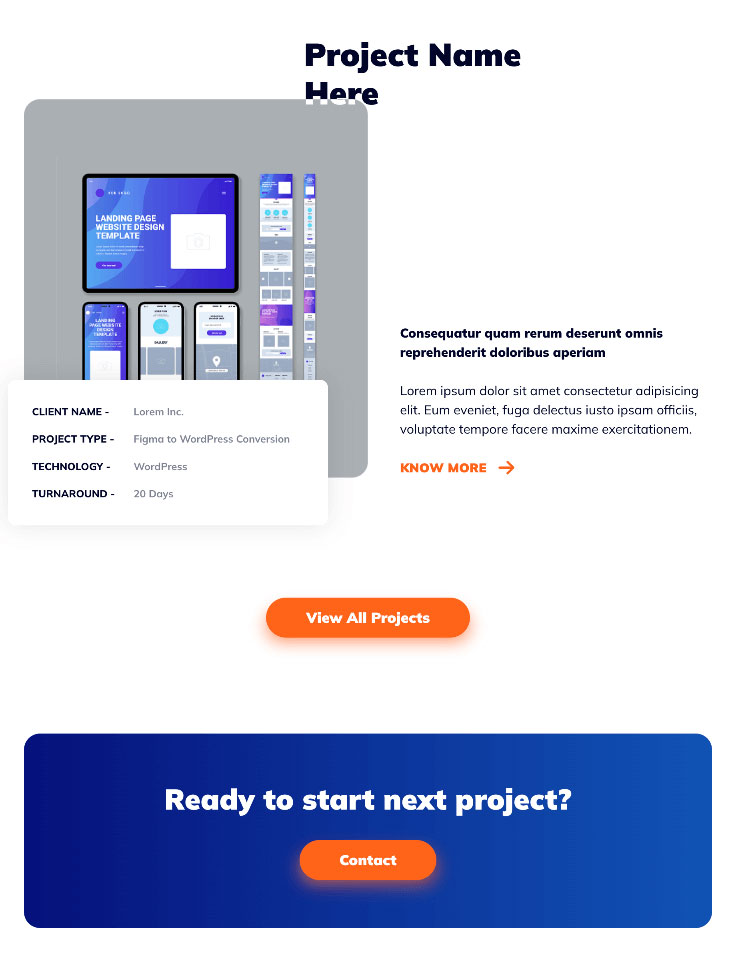 Project Name
Here
LANDING PAGE
WEBSITE DESIGN
TEMPLATE
LANDING
PAGE WEBSITE
DESIGN
TEMPLATE
Consequatur quam rerum deserunt omnis
reprehenderit doloribus aperiam
Lorem ipsum dolor sit amet consectetur adipisicing
elit. Eum eveniet, fuga delectus iusto ipsam officiis,
voluptate tempore facere maxime exercitationem.
KNOW MORE
CLIENT NAME - Lorem Inc.
PROJECT TYPE - Figma to WordPress Conversion
TECHNOLOGY - WordPress
TURNAROUND - 20 Days
View All Projects
Ready to start next project?
Contact